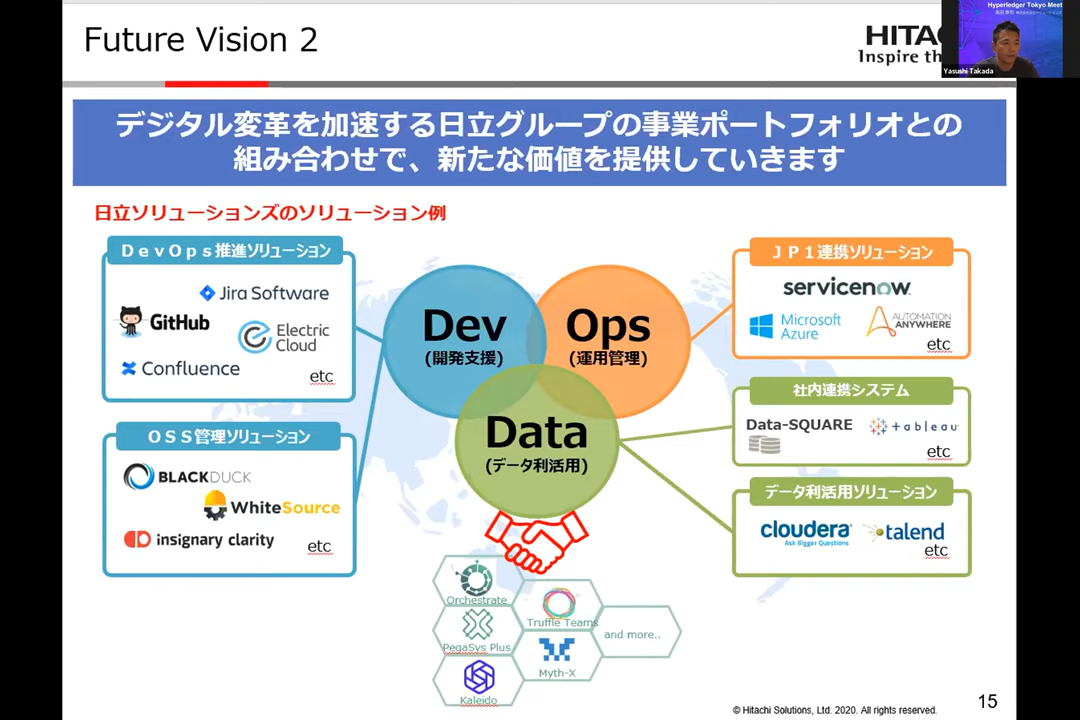 Future Vision 2
HITAC
Inspire th
Hyperledger Tokyo Meet
Yasushi Takada
デジタル変革を加速する日立グループの事業ポートフォリオとの
組み合わせで、新たな価値を提供していきます
日立ソリューションズのソリューション例
ＤｅｖＯｐｓ推進ソリューション
Jira Software
GitHub
Electric
Cloud
Confluence
etc
ＯＳＳ管理ソリューション
BLACKDUCK
WhiteSource
insignary clarity
etc
Dev
(開発支援)
Ops
(運用管理)
Data
(データ利活用)
ＪＰ１連携ソリューション
servicenow
Microsoft
Azure
AUTOMATION
ANYWHERE
etc
社内連携システム
Data-SQUARE
+ableau
etc
データ利活用ソリューション
cloudera
Ask Bigger Questions
talend
etc
Orchestrate
Truffle Teams
PegaSys Plus
and more..
Myth-X
Kaleido
15
© Hitachi Solutions, Ltd. 2020. All rights reserved.